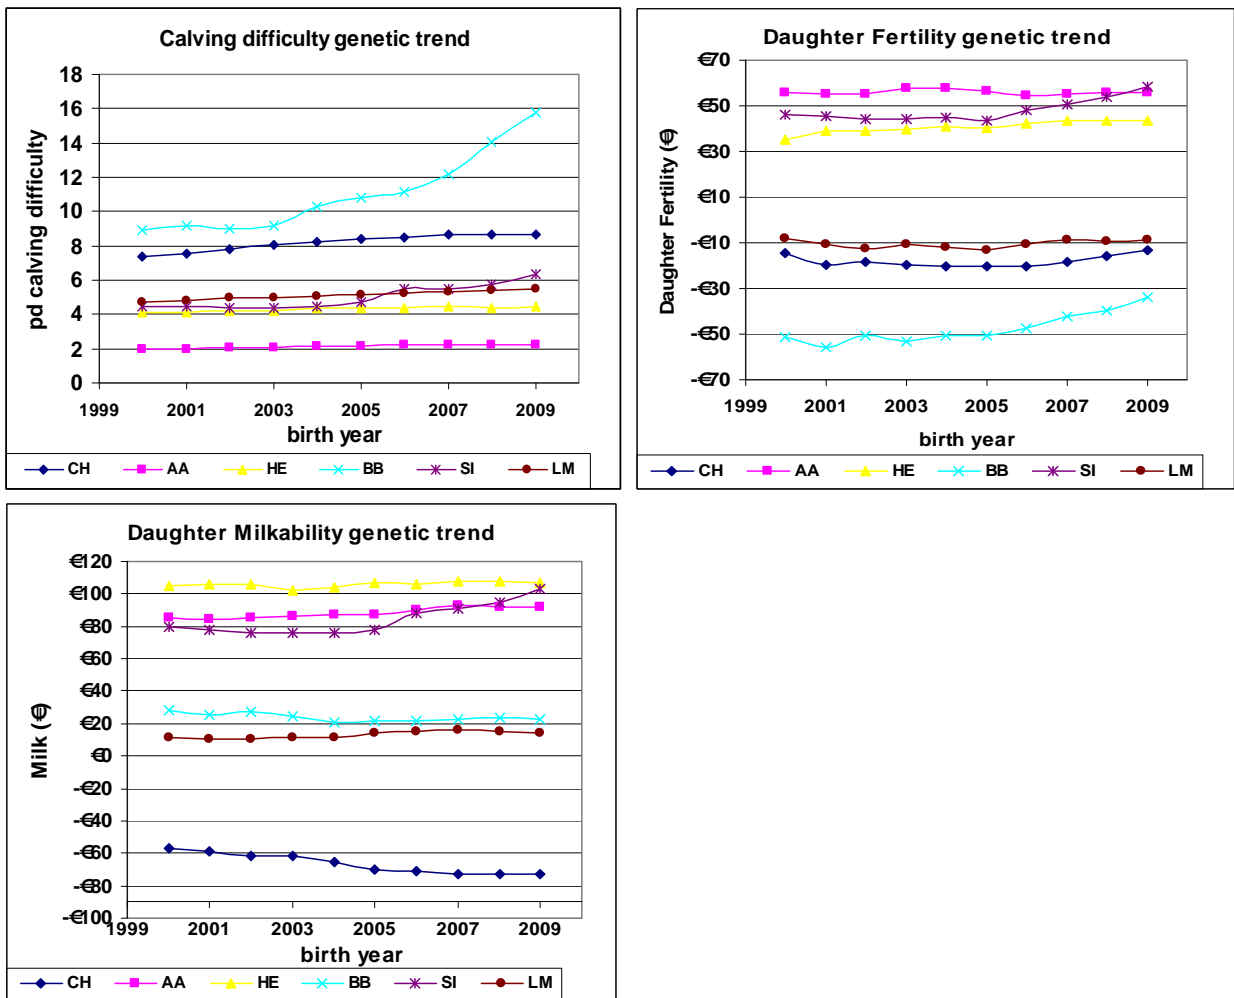 Calving difficulty genetic trend
pd calving difficulty
18
16
14
12
10
8
6
4
2
0
1999 2001 2003 2005 2007 2009
birth year
CH AA HE BB SI LM
Daughter Fertility genetic trend
Daughter Fertility (€)
€70
€50
€30
€10
-€10
-€30
-€50
-€70
1999 2001 2003 2005 2007 2009
birth year
CH AA HE BB SI LM
Daughter Milkability genetic trend
Milk (€)
€120
€100
€80
€60
€40
€20
€0
-€20
-€40
-€60
-€80
-€100
1999 2001 2003 2005 2007 2009
birth year
CH AA HE BB SI LM